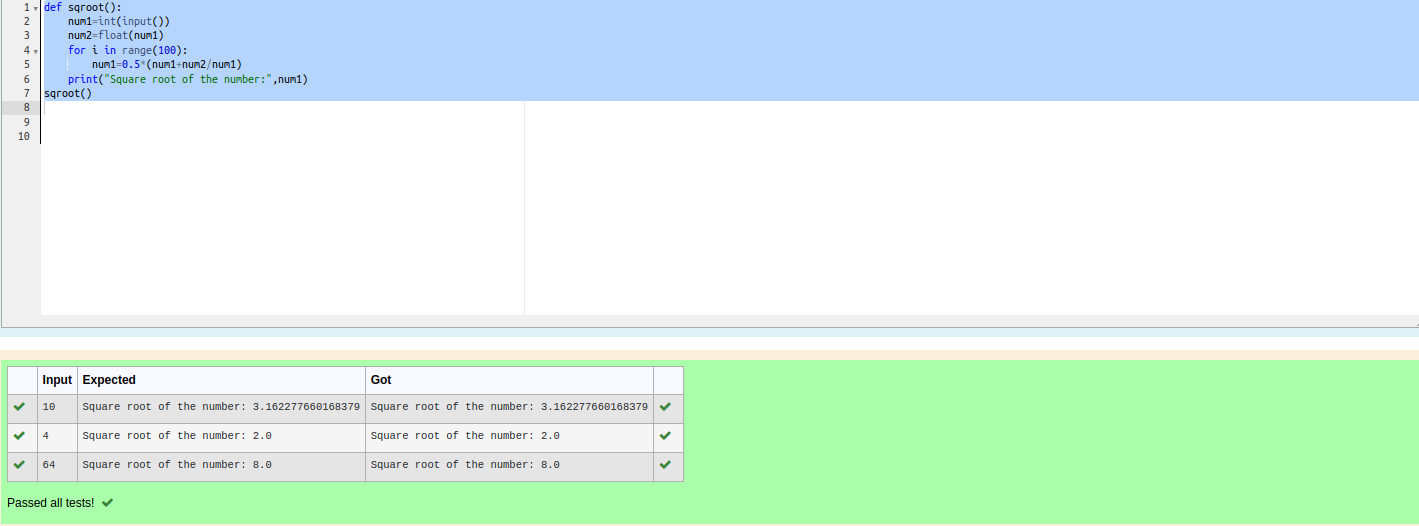 1 def sqroot():
2     num1=int(input())
3     num2=float(num1)
4     for i in range(100):
5         num1=0.5*(num1+num2/num1)
6     print("Square root of the number:",num1)
7 sqroot()
8
9
10
Input Expected Got
10 Square root of the number: 3.162277660168379 Square root of the number: 3.162277660168379
4 Square root of the number: 2.0 Square root of the number: 2.0
64 Square root of the number: 8.0 Square root of the number: 8.0
Passed all tests!